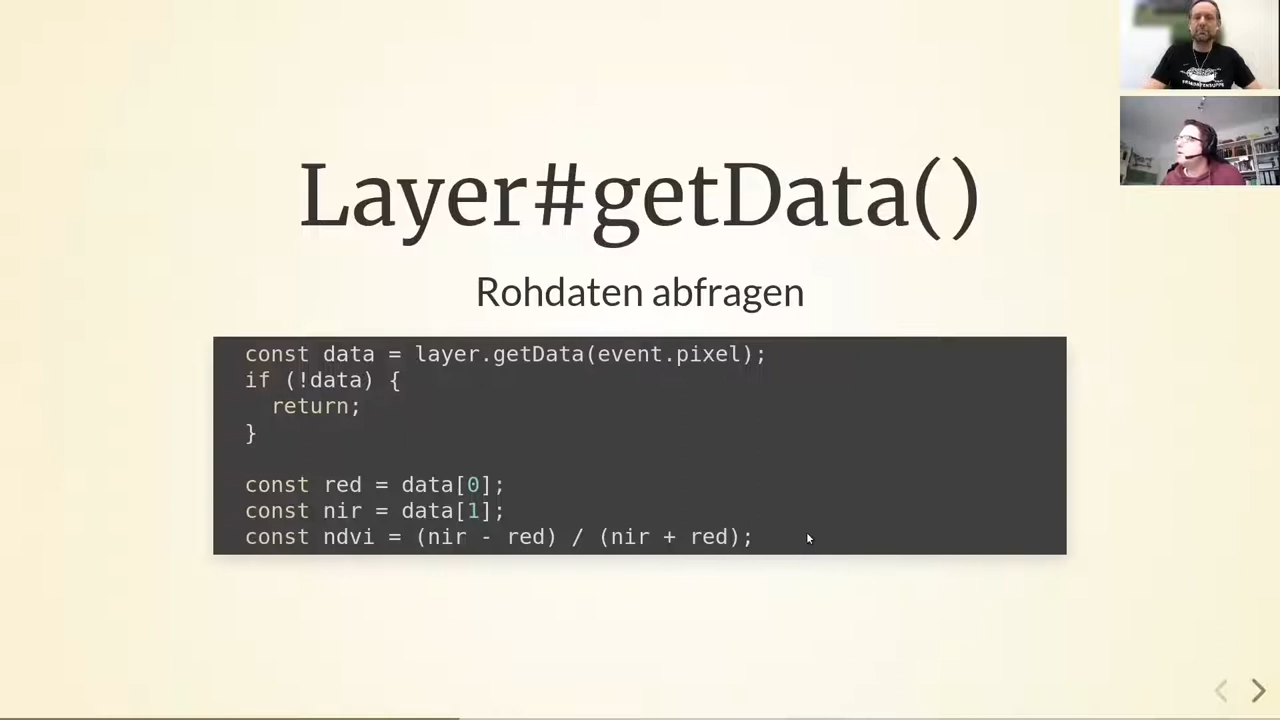 Layer#getData()
Rohdaten abfragen
const data = layer.getData(event.pixel);
if (!data) {
  return;
}
const red = data[0];
const nir = data[1];
const ndvi = (nir - red) / (nir + red);